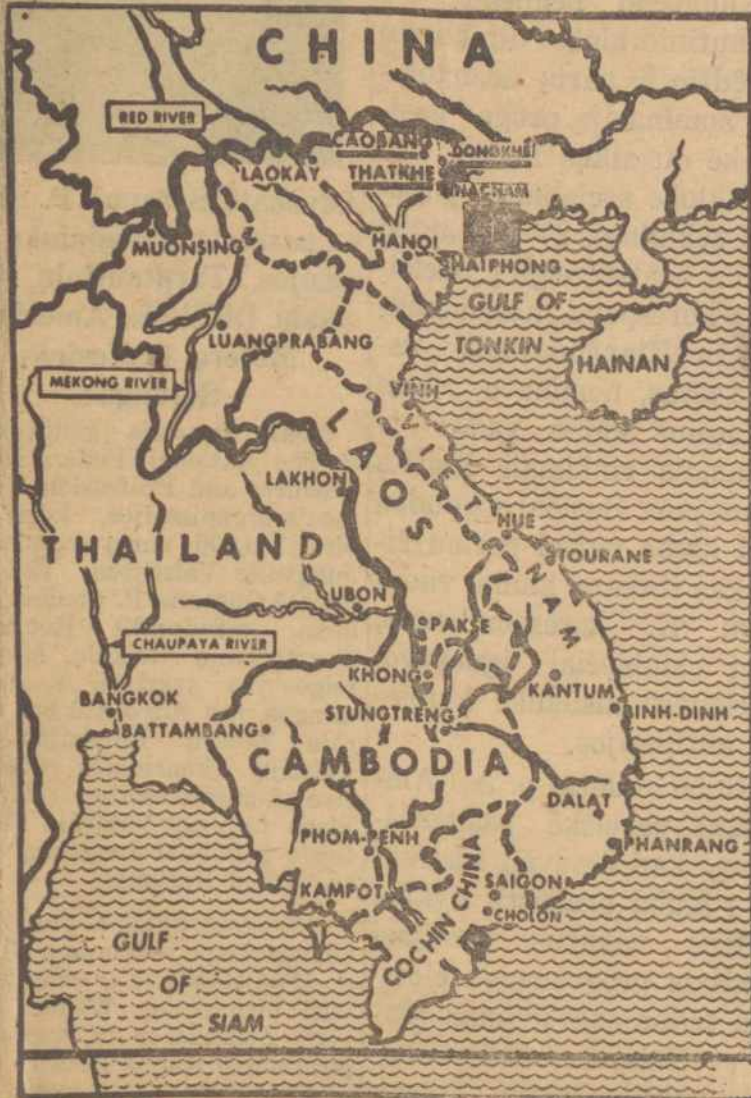 CHINA
RED RIVER
CAOBANG
DONGKHEI
LAOKAY
THATKHE
NACHAM
MUONSING
HANOI
HAIPHONG
GULF OF
TONKIN
HAINAN
LUANGPRABANG
MEKONG RIVER
VINH
LAOS
VIET NAM
LAKHON
THAILAND
HUE
TOURANE
UBON
PAKSE
CHAUPAYA RIVER
KHONG
KANTUM
BANGKOK
STUNGTRENG
BINH-DINH
BATTAMBANG
CAMBODIA
DALAT
PHOM-PENH
PHANRANG
KAMPOT
SAIGON
CHOLON
COCHIN CHINA
GULF
OF
SIAM